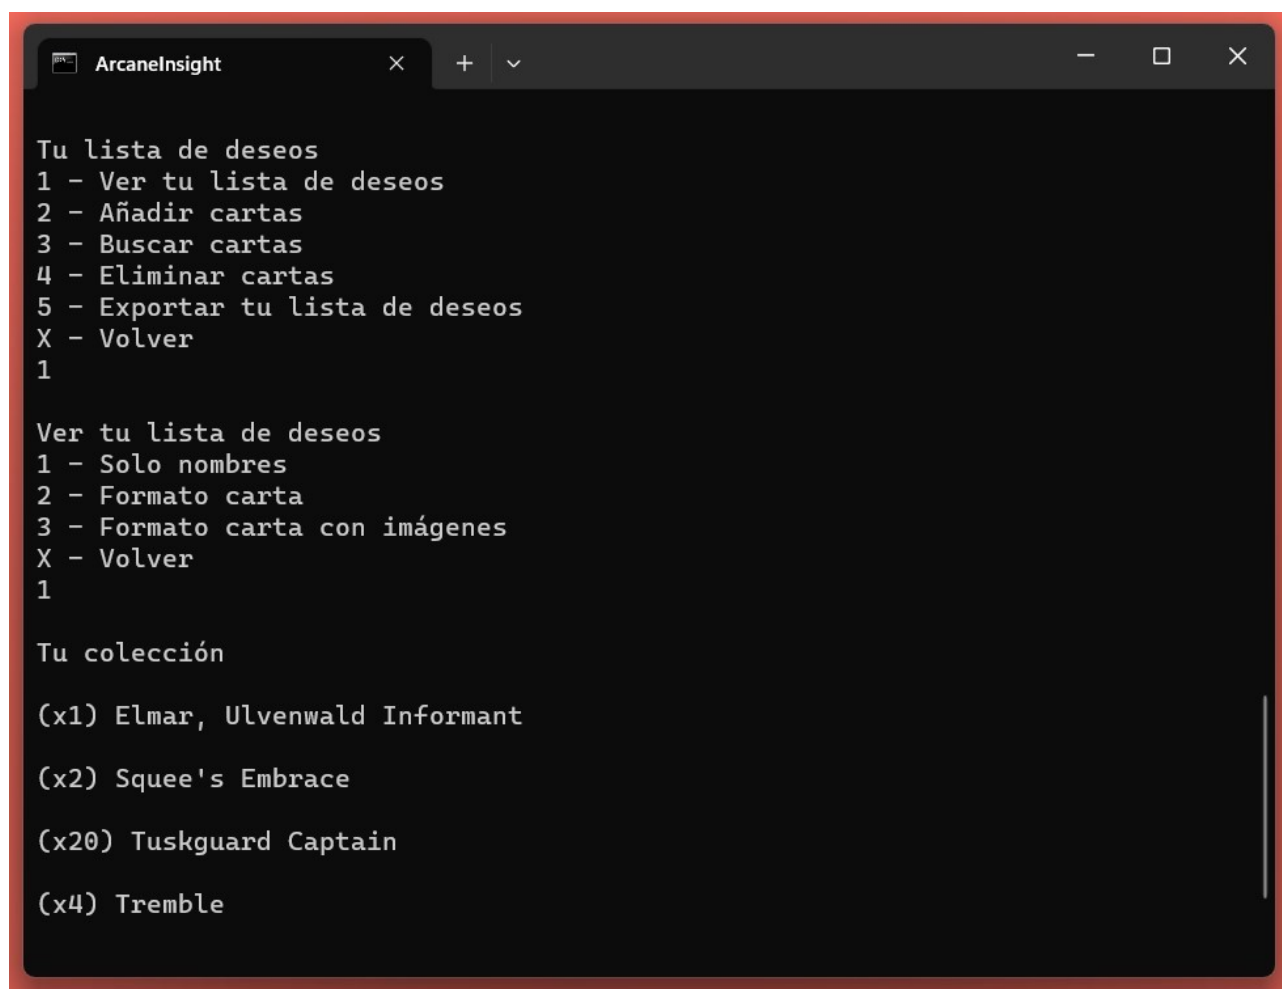 ArcaneInsight
Tu lista de deseos
1 - Ver tu lista de deseos
2 - Añadir cartas
3 - Buscar cartas
4 - Eliminar cartas
5 - Exportar tu lista de deseos
X - Volver
1
Ver tu lista de deseos
1 - Solo nombres
2 - Formato carta
3 - Formato carta con imágenes
X - Volver
1
Tu colección
(x1) Elmar, Ulvenwald Informant
(x2) Squee's Embrace
(x20) Tuskguard Captain
(x4) Tremble